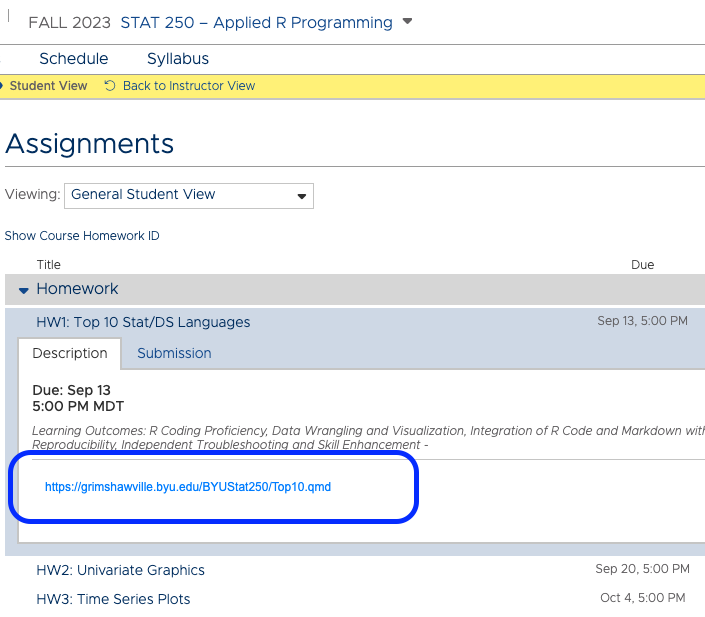 FALL 2023 STAT 250 – Applied R Programming
Schedule Syllabus
Student View Back to Instructor View
Assignments
Viewing: General Student View
Show Course Homework ID
Title Due
Homework
HW1: Top 10 Stat/DS Languages Sep 13, 5:00 PM
Description Submission
Due: Sep 13
5:00 PM MDT
Learning Outcomes: R Coding Proficiency, Data Wrangling and Visualization, Integration of R Code and Markdown with
Reproducibility, Independent Troubleshooting and Skill Enhancement -
https://grimshawville.byu.edu/BYUStat250/Top10.qmd
HW2: Univariate Graphics Sep 20, 5:00 PM
HW3: Time Series Plots Oct 4, 5:00 PM